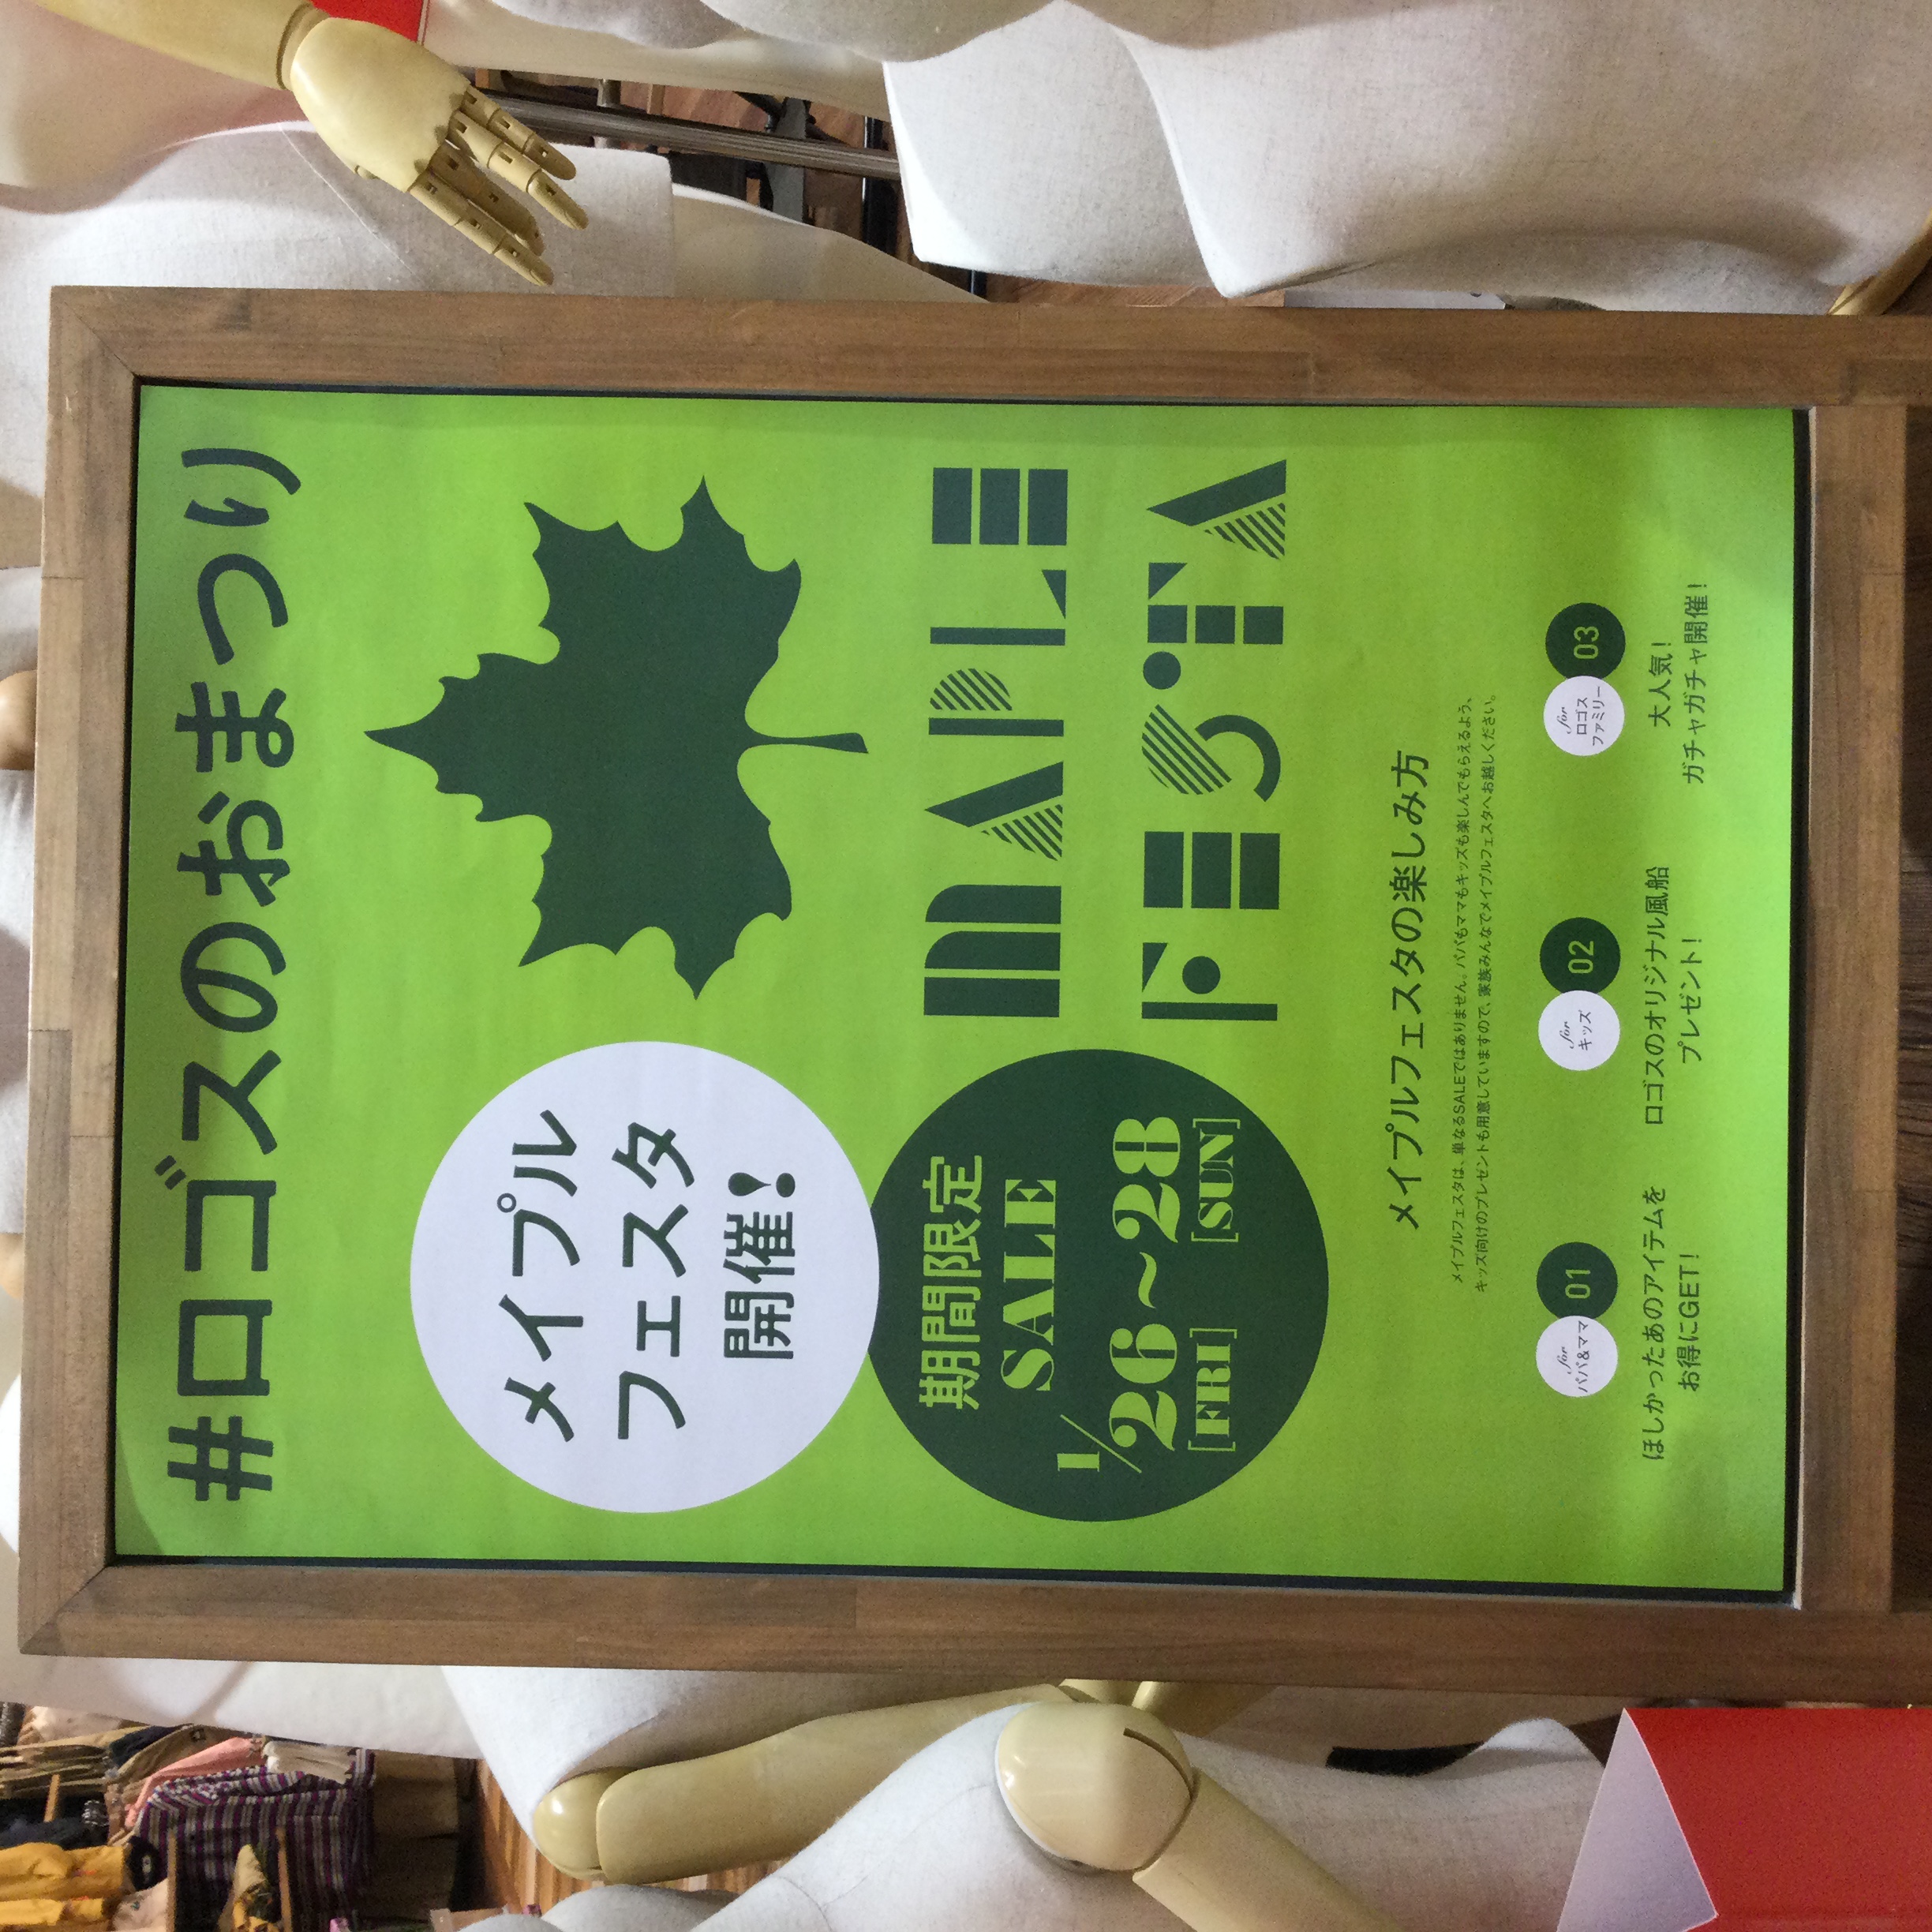 #ロゴスのおまつり
メイプル
フェスタ
開催!
期間限定
SALE
1/26~28
[FRI] [SUN]
MAPLE
FESTA
メイプルフェスタの楽しみ方
メイプルフェスタは、単なるSALEではありません。パパもママもキッズも楽しんでもらえるよう、
キッズ向けのプレゼントも用意していますので、家族みんなでメイプルフェスタへお越しください。
for パパ&ママ 01
ほしかったあのアイテムを
お得にGET!
for キッズ 02
ロゴスのオリジナル風船
プレゼント!
for ロゴスファミリー 03
大人気!
ガチャガチャ開催!